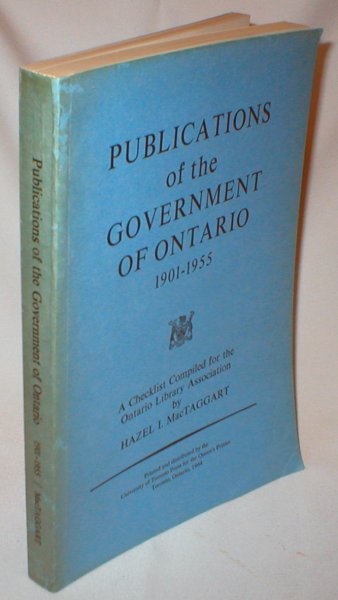 PUBLICATIONS
of the
GOVERNMENT
OF ONTARIO
1901-1955
A Checklist Compiled for the
Ontario Library Association
by
HAZEL I. MacTAGGART
Printed and distributed by the
University of Toronto Press for the Queen's Printer
Toronto, Ontario, 1964
Publications of the Government of Ontario 1901-1955 / MacTAGGART